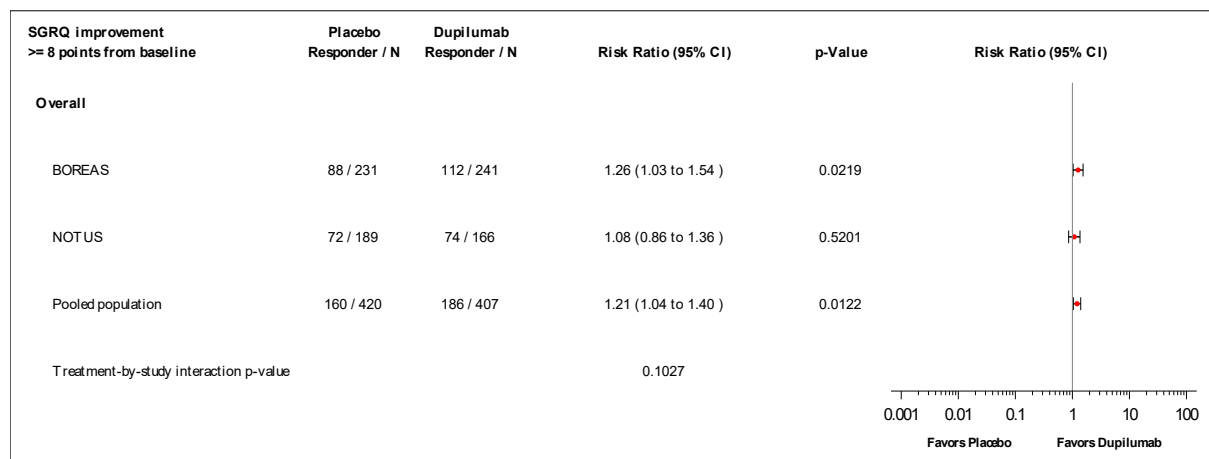 SGRQ improvement Placebo Dupilumab
>= 8 points from baseline Responder / N Responder / N Risk Ratio (95% CI) p-Value Risk Ratio (95% CI)
Overall
BOREAS 88 / 231 112 / 241 1.26 (1.03 to 1.54 ) 0.0219
NOTUS 72 / 189 74 / 166 1.08 (0.86 to 1.36 ) 0.5201
Pooled population 160 / 420 186 / 407 1.21 (1.04 to 1.40 ) 0.0122
Treatment-by-study interaction p-value 0.1027
0.001 0.01 0.1 1 10 100
Favors Placebo Favors Dupilumab